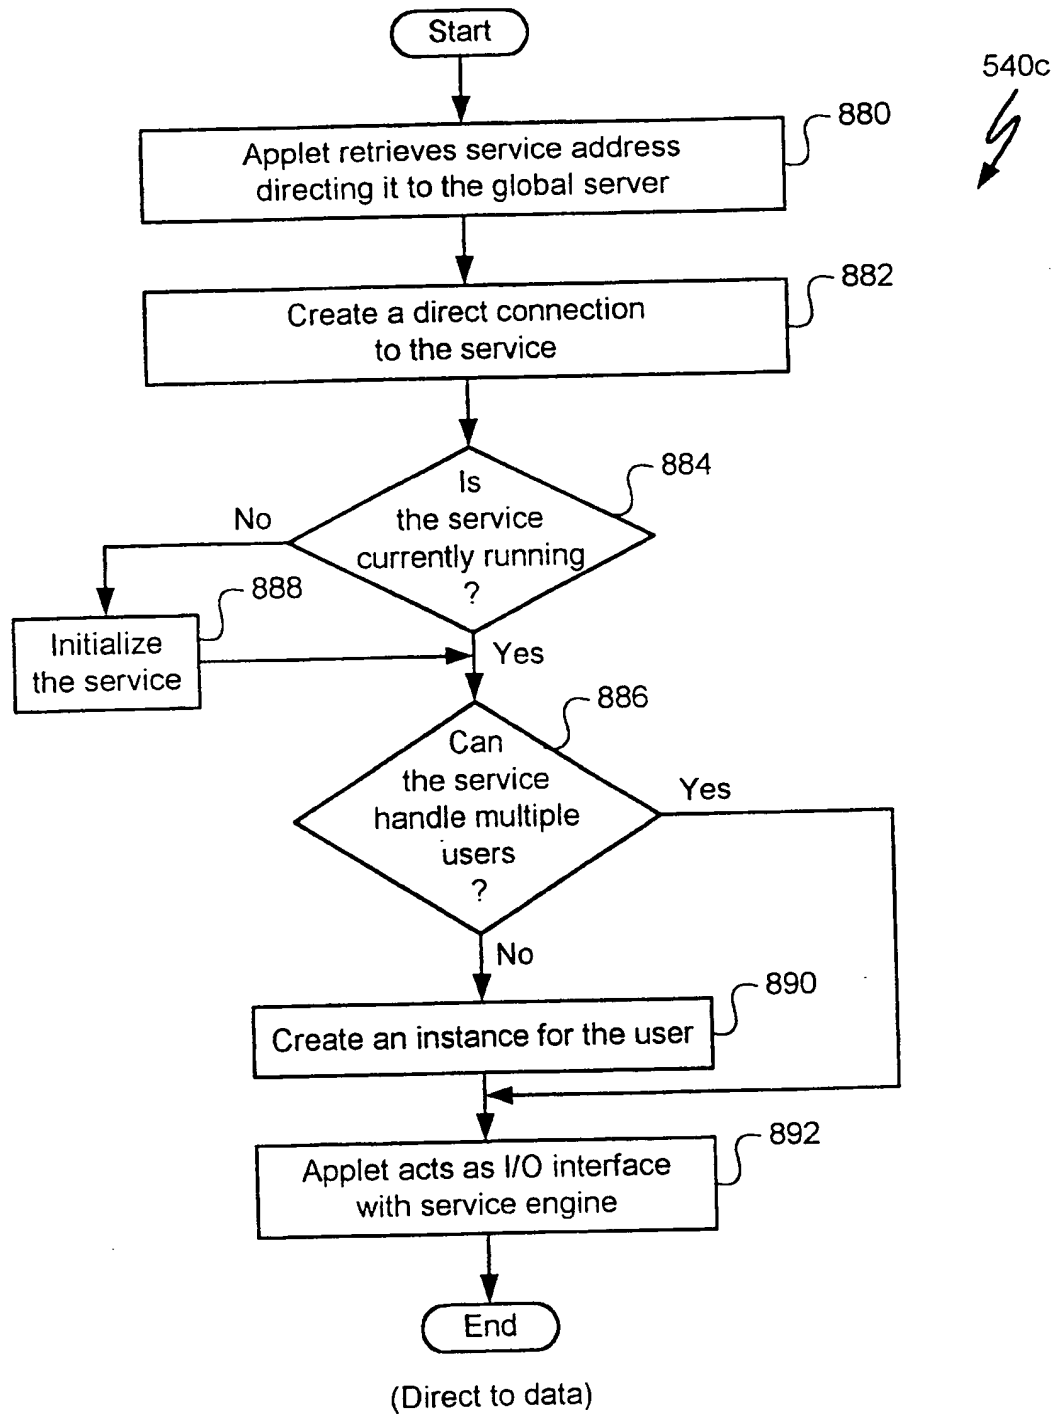 Start
540c
880
Applet retrieves service address
directing it to the global server
882
Create a direct connection
to the service
884
Is
the service
currently running
?
No
888
Initialize
the service
Yes
886
Can
the service
handle multiple
users
?
Yes
No
890
Create an instance for the user
892
Applet acts as I/O interface
with service engine
End
(Direct to data)